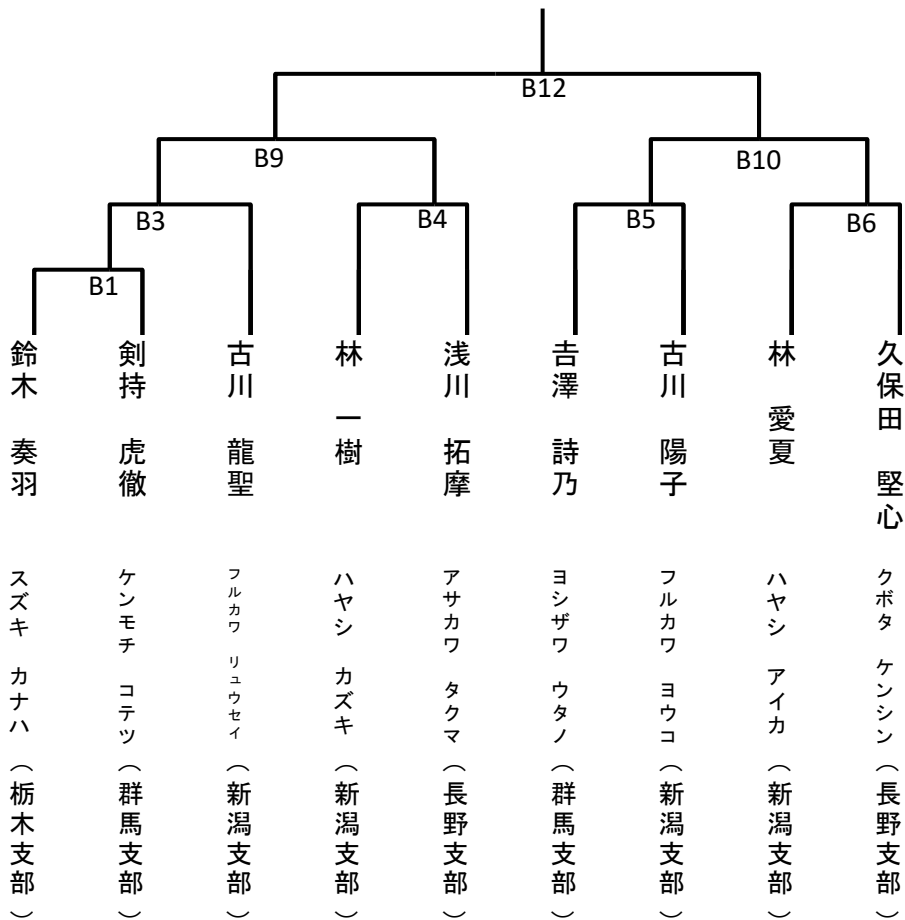 B12
B9
B10
B3
B4
B5
B6
B1
鈴木 奏羽 スズキ カナハ (栃木支部)
剣持 虎徹 ケンモチ コテツ (群馬支部)
古川 龍聖 フルカワ リュウセイ (新潟支部)
林 一樹 ハヤシ カズキ (新潟支部)
浅川 拓摩 アサカワ タクマ (長野支部)
𠮷澤 詩乃 ヨシザワ ウタノ (群馬支部)
古川 陽子 フルカワ ヨウコ (新潟支部)
林 愛夏 ハヤシ アイカ (新潟支部)
久保田 堅心 クボタ ケンシン (長野支部)